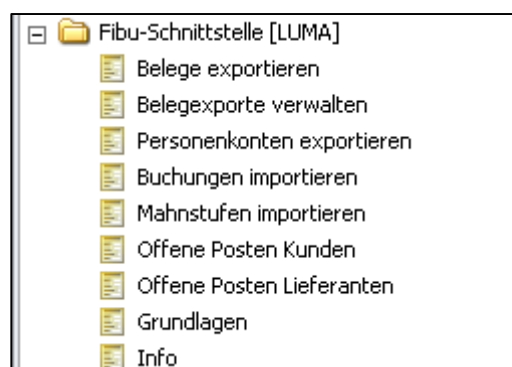 Fibu-Schnittstelle [LUMA]
Belege exportieren
Belegexporte verwalten
Personenkonten exportieren
Buchungen importieren
Mahnstufen importieren
Offene Posten Kunden
Offene Posten Lieferanten
Grundlagen
Info